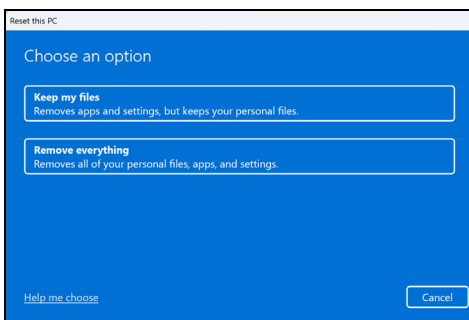 Reset this PC
Choose an option
Keep my files
Removes apps and settings, but keeps your personal files.
Remove everything
Removes all of your personal files, apps, and settings.
Help me choose
Cancel